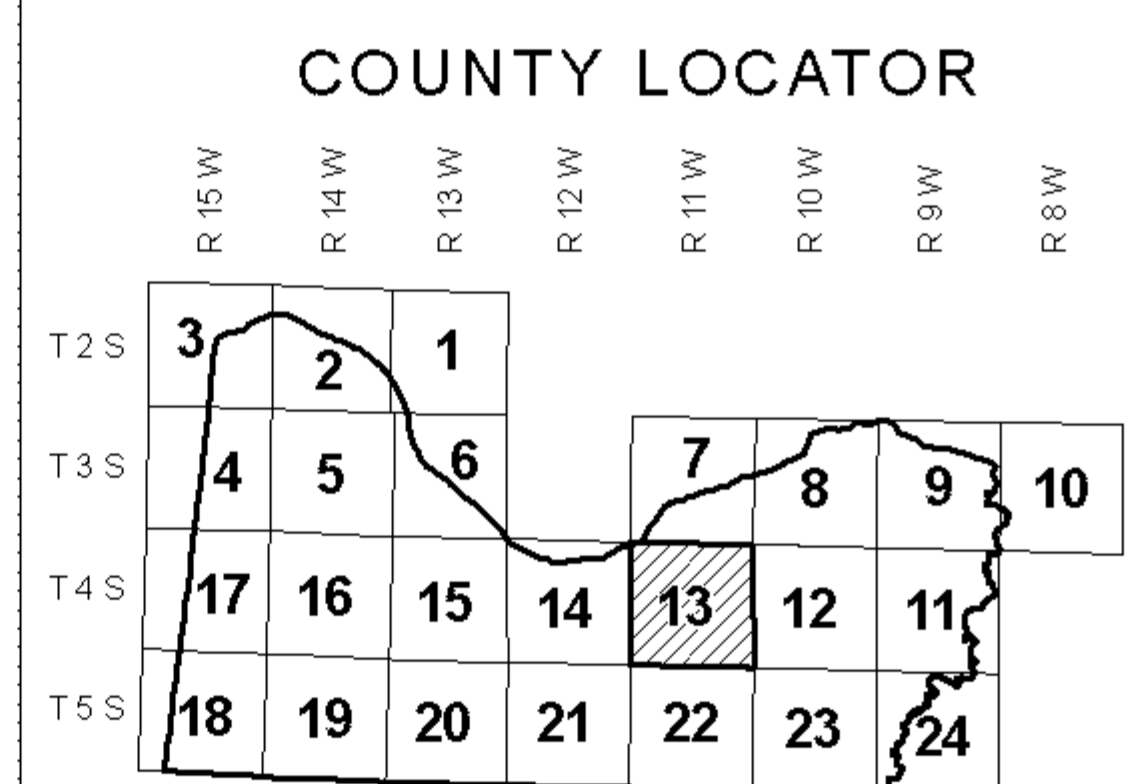 COUNTY LOCATOR
R 15 W R 14 W R 13 W R 12 W R 11 W R 10 W R 9 W R 8 W
T 2 S 3 2 1
T 3 S 4 5 6 7 8 9 10
T 4 S 17 16 15 14 13 12 11
T 5 S 18 19 20 21 22 23 24